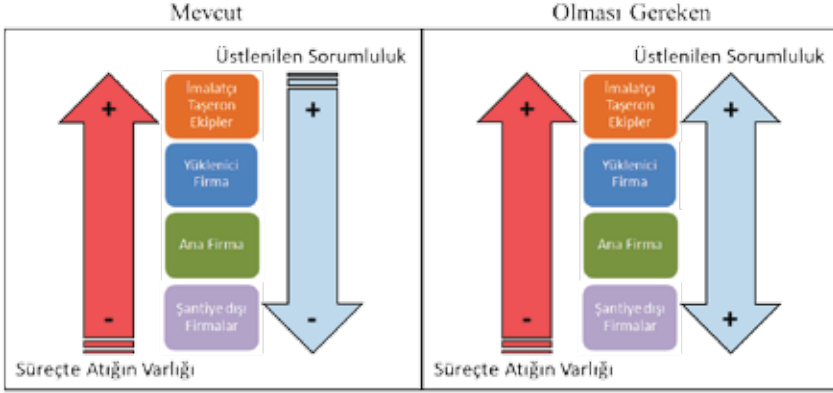 Mevcut
Üstlenilen Sorumluluk
+
+
İmalatçı
Taşeron
Ekipler
Yüklenici
Firma
Ana Firma
Şantiye dışı
Firmalar
-
-
Süreçte Atığın Varlığı
Olması Gereken
Üstlenilen Sorumluluk
+
+
İmalatçı
Taşeron
Ekipler
Yüklenici
Firma
Ana Firma
Şantiye dışı
Firmalar
-
+
Süreçte Atığın Varlığı